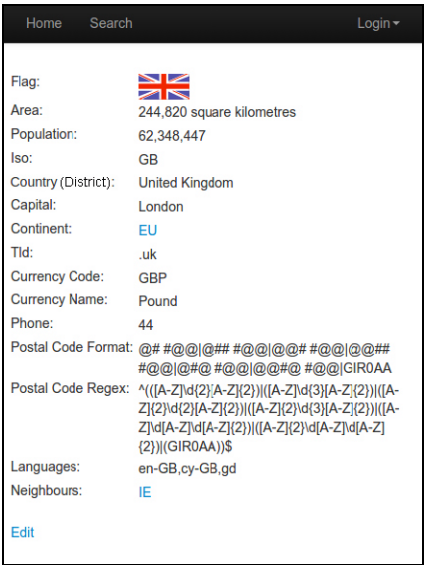 Home Search Login
Flag:
Area: 244,820 square kilometres
Population: 62,348,447
Iso: GB
Country (District): United Kingdom
Capital: London
Continent: EU
Tld: .uk
Currency Code: GBP
Currency Name: Pound
Phone: 44
Postal Code Format: @# #@@|@## #@@|@@# #@@|@@##
#@@|@#@ #@@|@@#@ #@@|GIR0AA
Postal Code Regex: ^(([A-Z]\d{2}[A-Z]{2})|([A-Z]\d{3}[A-Z]{2})|([A-
Z]{2}\d{2}[A-Z]{2})|([A-Z]{2}\d{3}[A-Z]{2})|([A-
Z]\d[A-Z]\d[A-Z]{2})|([A-Z]{2}\d[A-Z]\d[A-Z]
{2})|(GIR0AA))$
Languages: en-GB,cy-GB,gd
Neighbours: IE
Edit